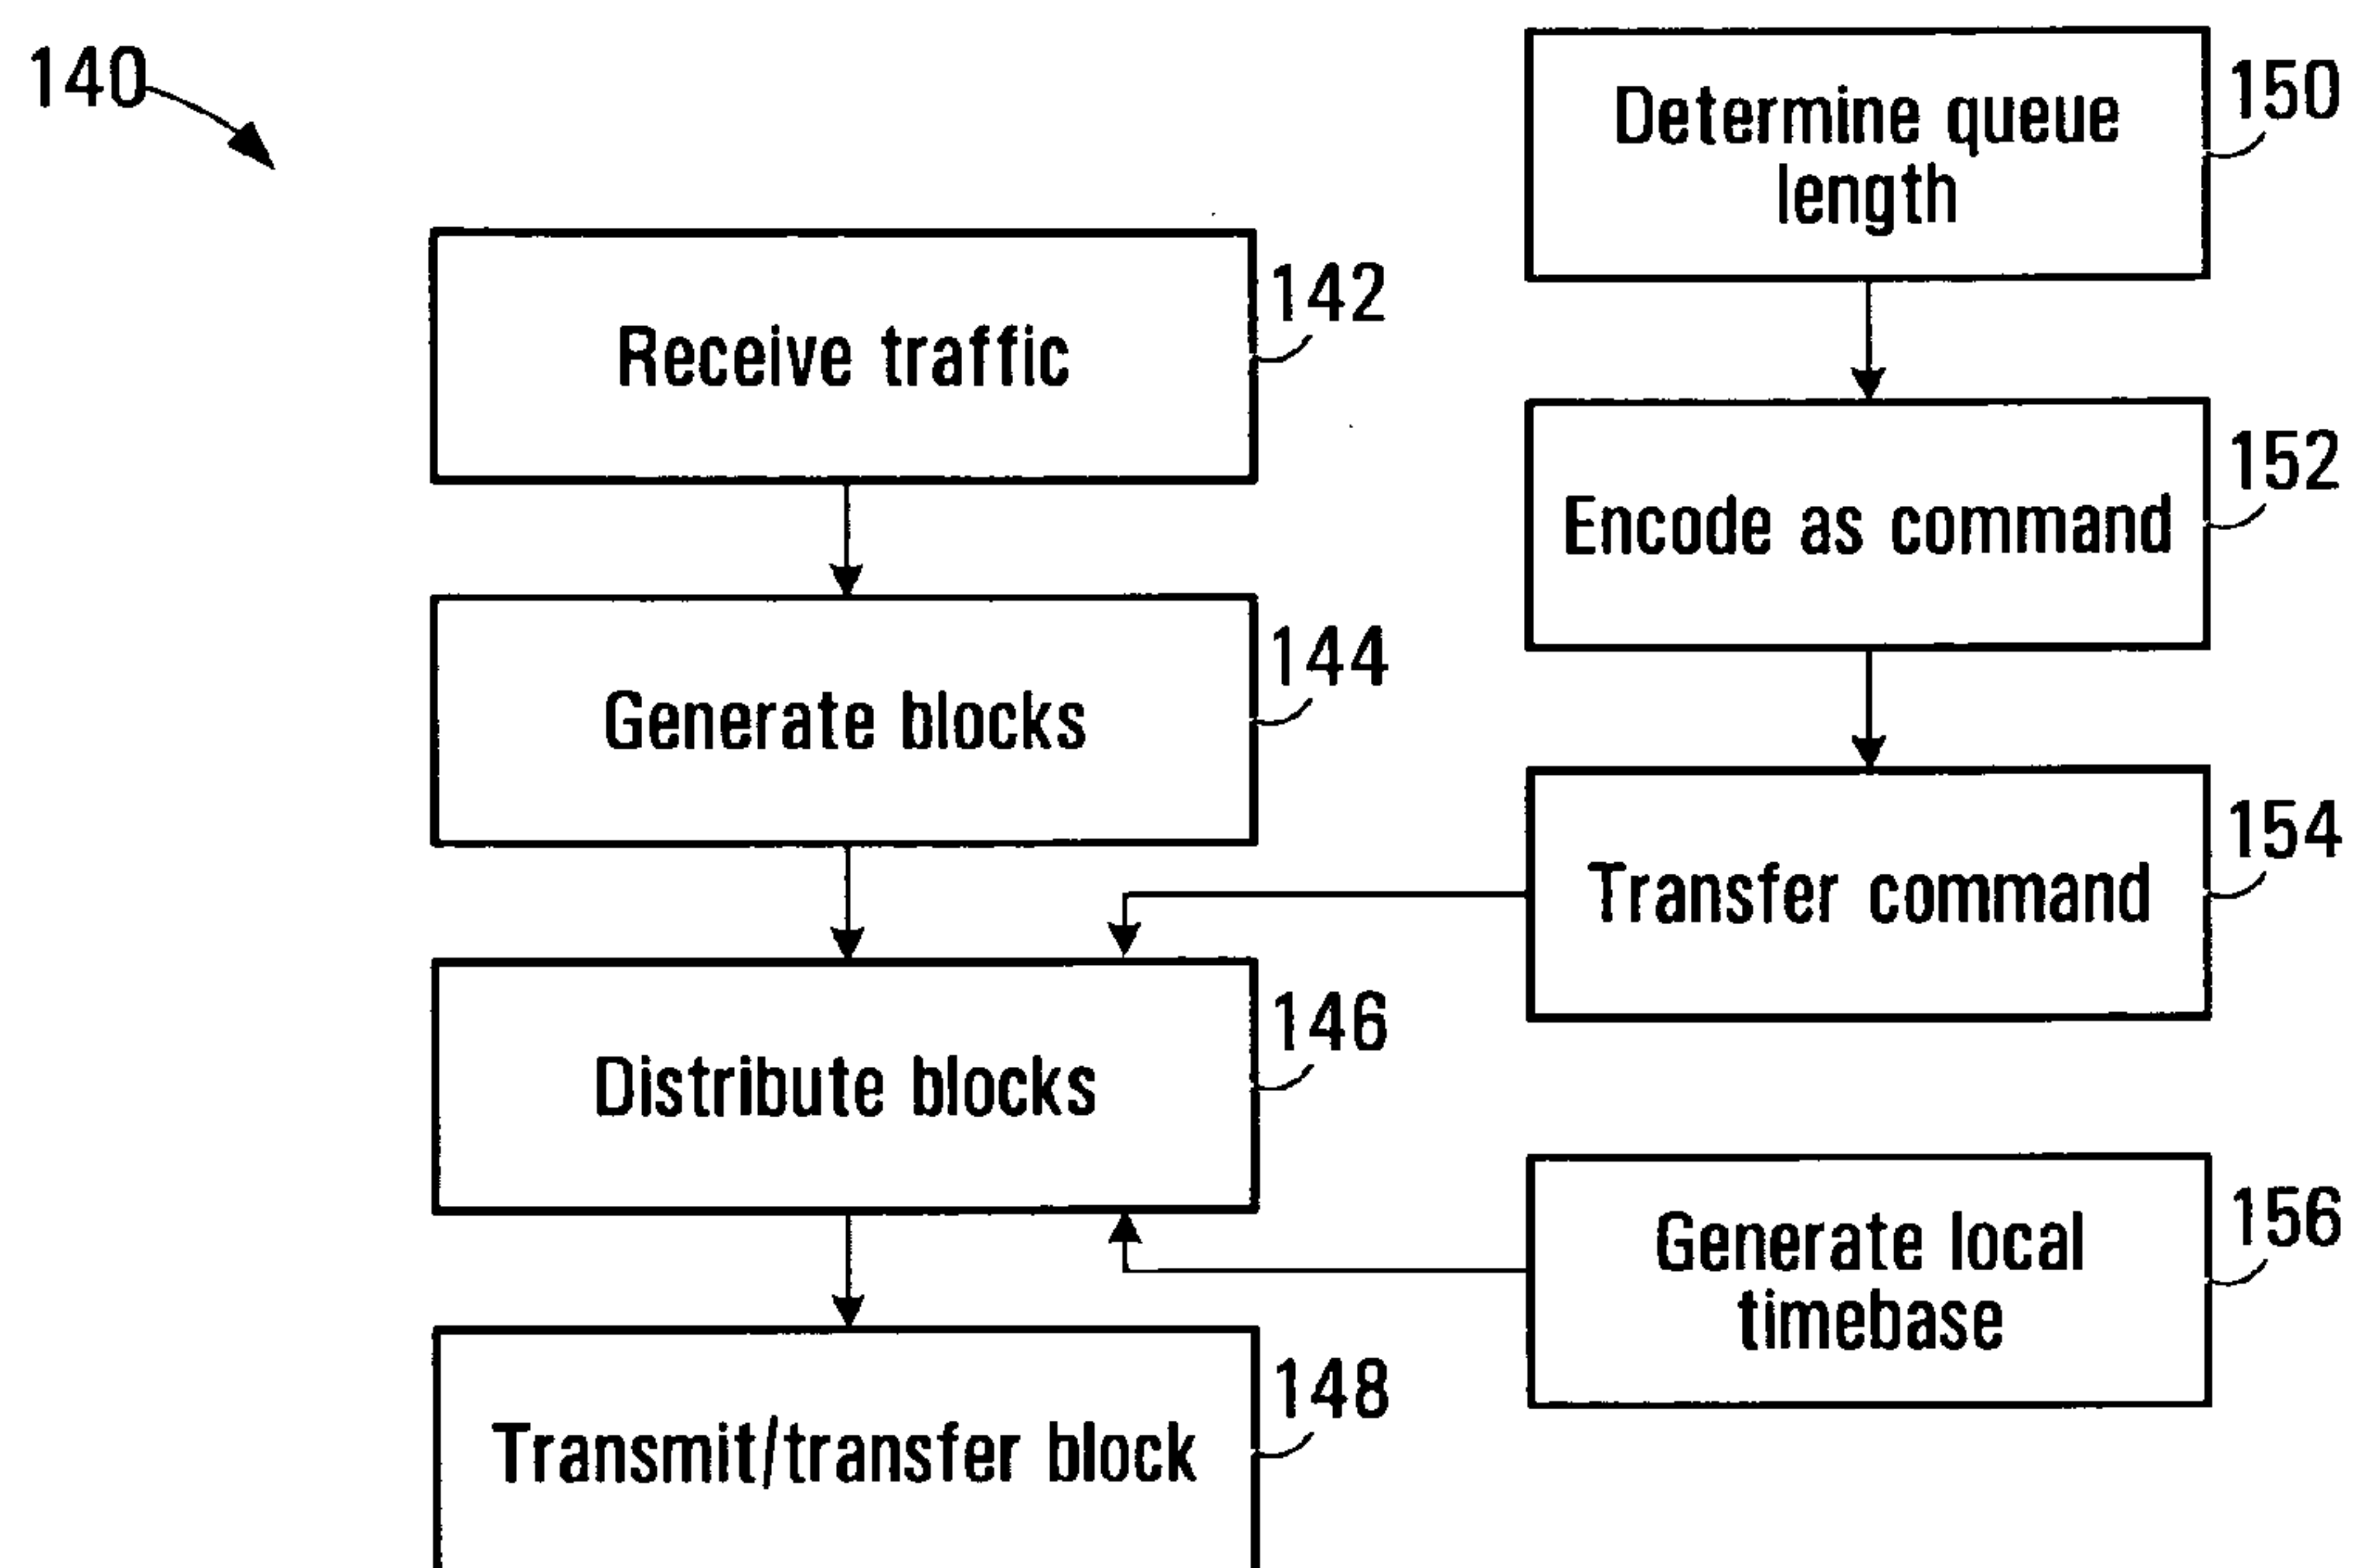 140
Receive traffic
142
Generate blocks
144
Distribute blocks
146
Transmit/transfer block
148
Determine queue
length
150
Encode as command
152
Transfer command
154
Generate local
timebase
156